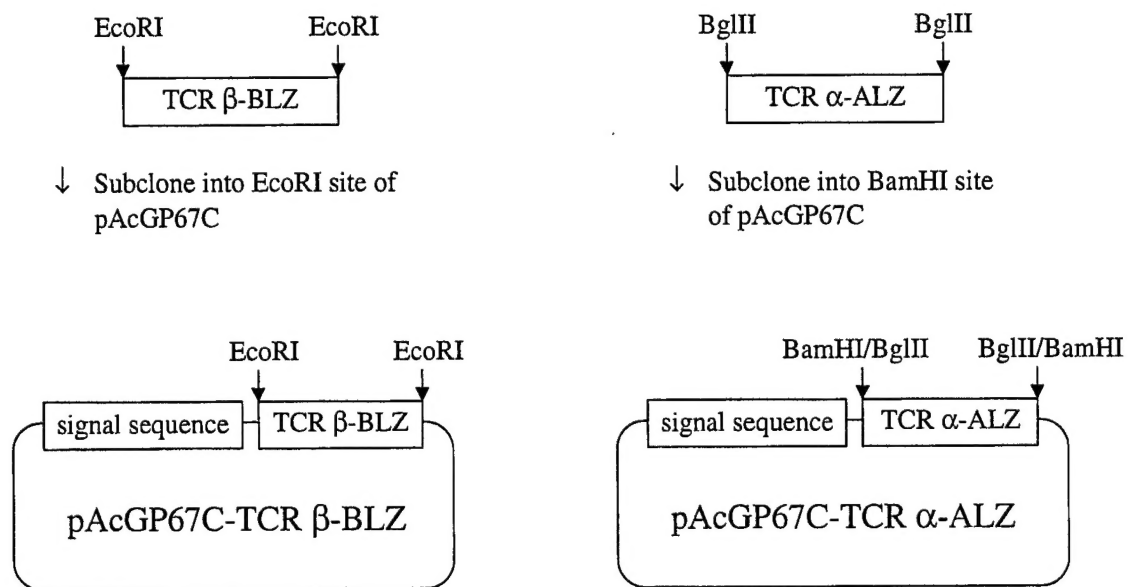 EcoRI EcoRI
TCR β-BLZ
↓ Subclone into EcoRI site of
pAcGP67C
EcoRI EcoRI
signal sequence TCR β-BLZ
pAcGP67C-TCR β-BLZ
BglII BglII
TCR α-ALZ
↓ Subclone into BamHI site
of pAcGP67C
BamHI/BglII BglII/BamHI
signal sequence TCR α-ALZ
pAcGP67C-TCR α-ALZ